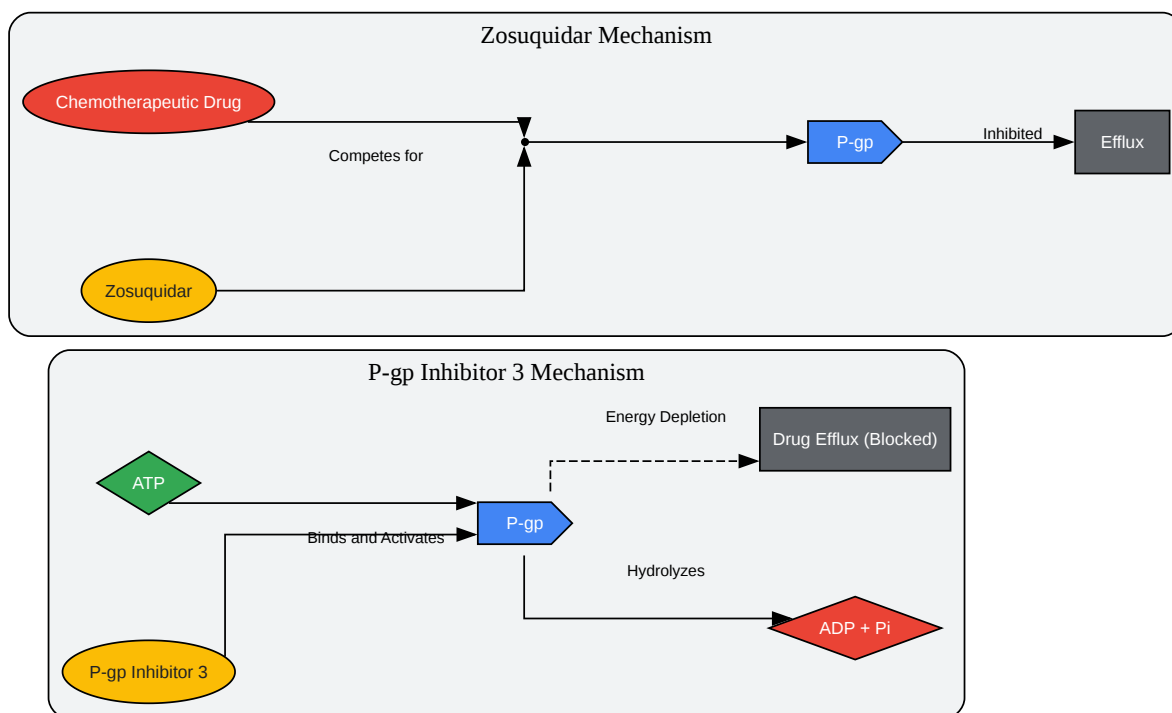 Zosuquidar Mechanism
Chemotherapeutic Drug
Competes for
P-gp
Inhibited
Efflux
Zosuquidar
P-gp Inhibitor 3 Mechanism
Energy Depletion
Drug Efflux (Blocked)
ATP
P-gp
Binds and Activates
Hydrolyzes
ADP + Pi
P-gp Inhibitor 3